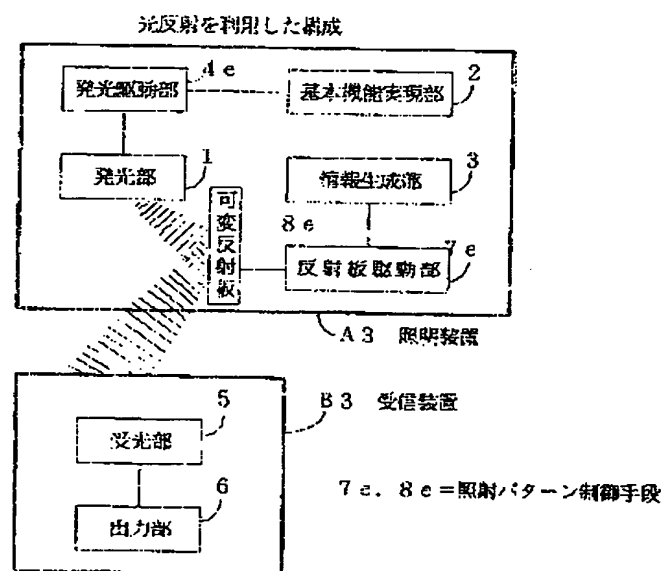 光反射を利用した構成
4e
発光駆動部
2
基本機能実現部
1
発光部
3
情報生成部
可変反射板
8e
7e
反射板駆動部
A3 照明装置
B3 受信装置
5
受光部
6
出力部
7e, 8e=照射パターン制御手段